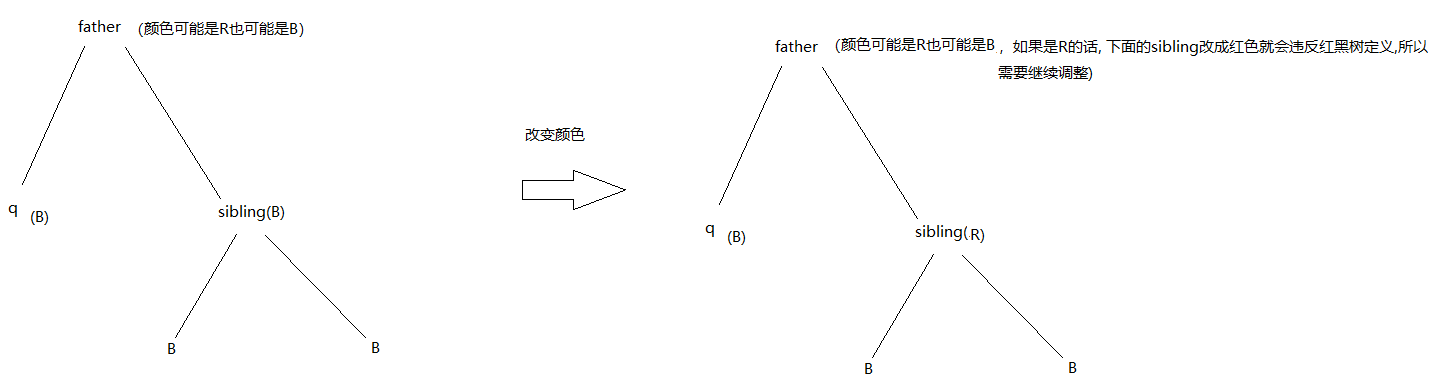 father (颜色可能是R也可能是B)
q (B)
sibling(B)
B B
改变颜色
father (颜色可能是R也可能是B ，如果是R的话, 下面的sibling改成红色就会违反红黑树定义,所以
需要继续调整)
q (B)
sibling(R)
B B